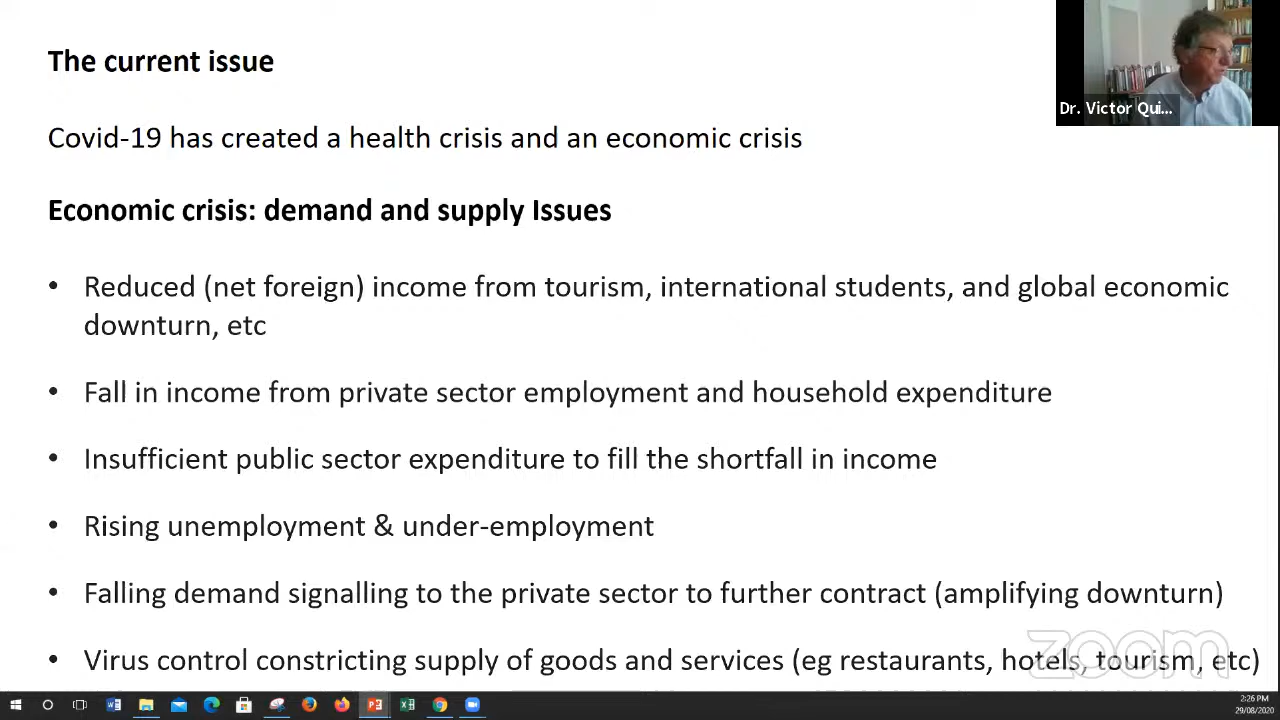 The current issue
Dr. Victor Qui...
Covid-19 has created a health crisis and an economic crisis
Economic crisis: demand and supply Issues
• Reduced (net foreign) income from tourism, international students, and global economic
downturn, etc
• Fall in income from private sector employment and household expenditure
• Insufficient public sector expenditure to fill the shortfall in income
• Rising unemployment & under-employment
• Falling demand signalling to the private sector to further contract (amplifying downturn)
zoom
• Virus control constricting supply of goods and services (eg restaurants, hotels, tourism, etc)
2:26 PM
29/08/2020